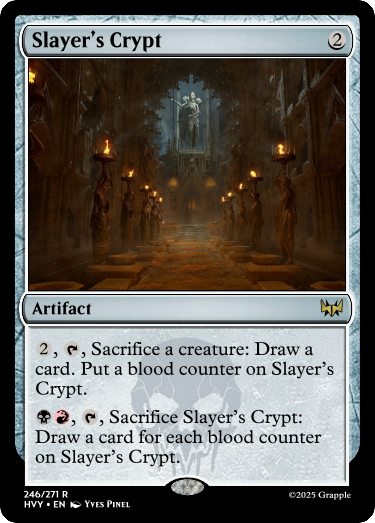 Slayer's Crypt 2
Artifact
2, , Sacrifice a creature: Draw a
card. Put a blood counter on Slayer's
Crypt.
, , Sacrifice Slayer's Crypt:
Draw a card for each blood counter
on Slayer's Crypt.
246/271 R
HVY • EN Yves Pinel
©2025 Grapple